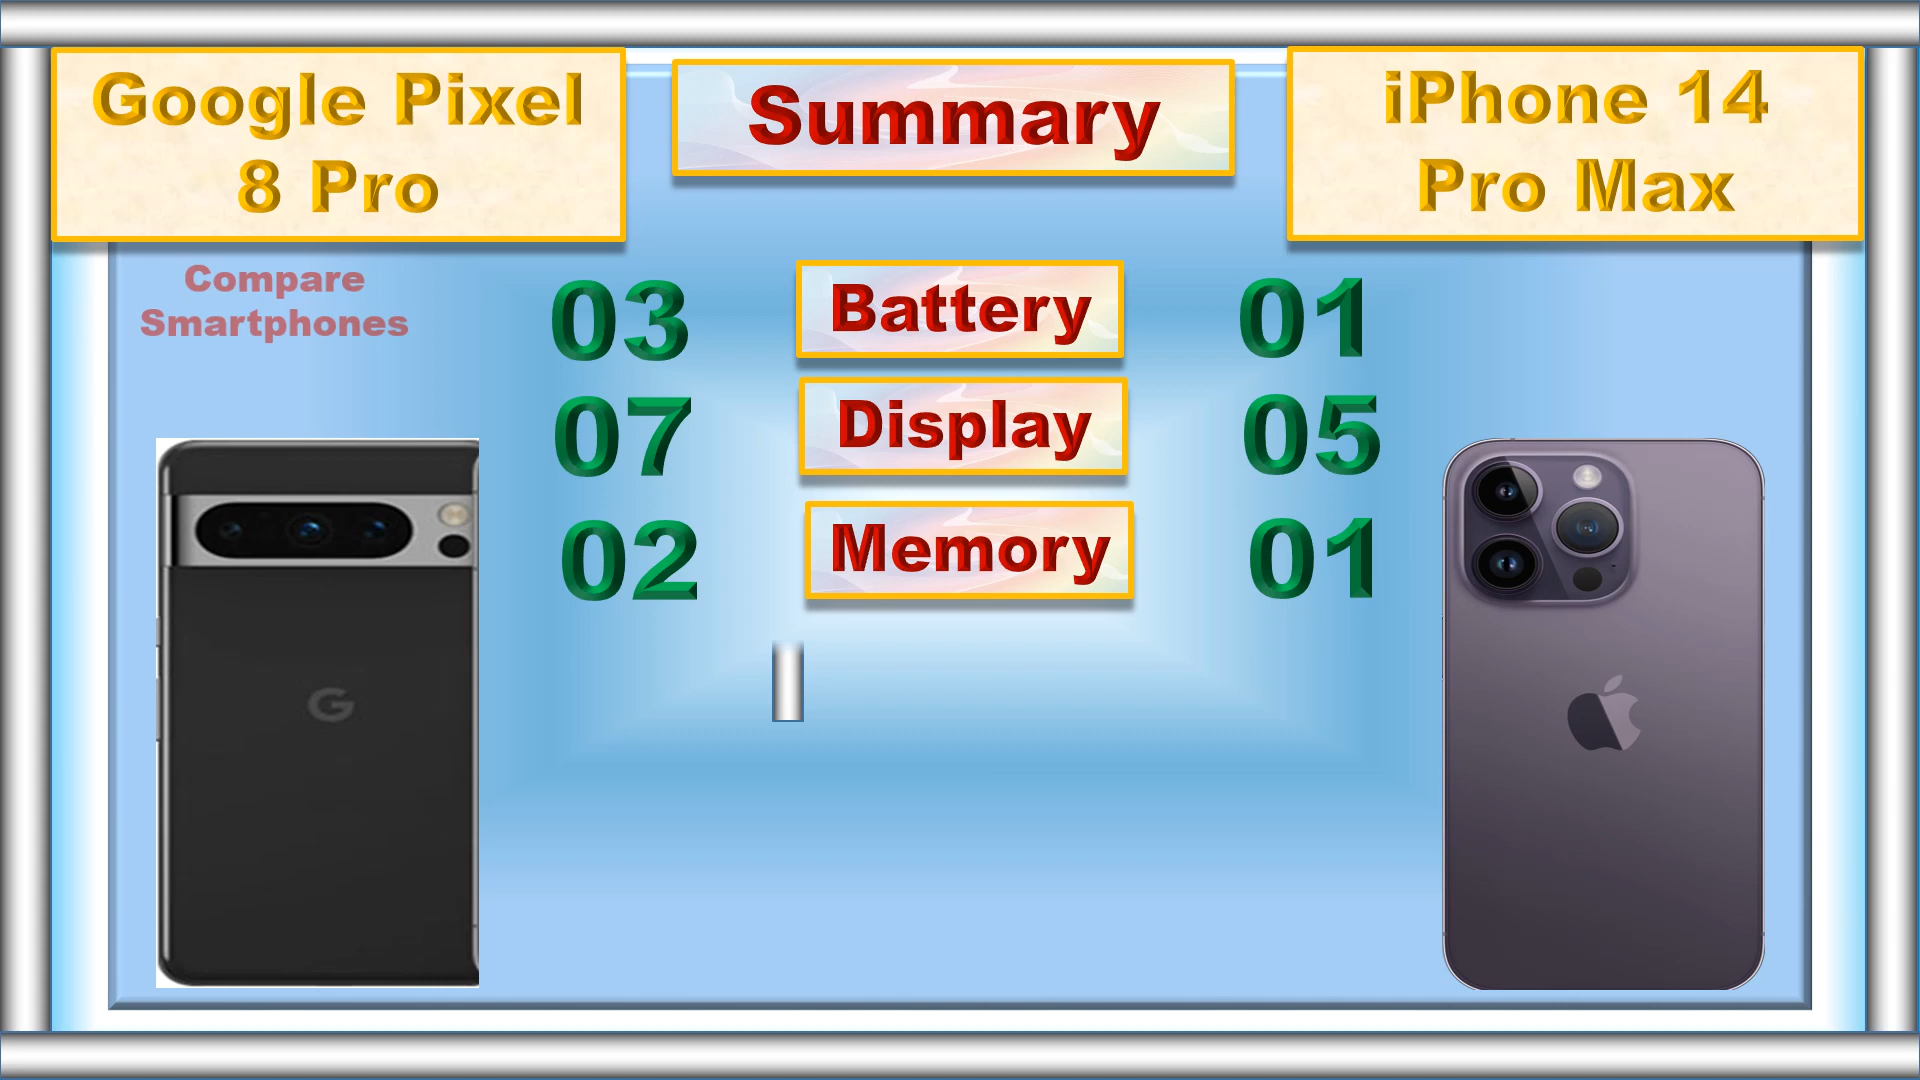 Google Pixel
8 Pro
Summary
iPhone 14
Pro Max
Compare
Smartphones
03 Battery 01
07 Display 05
02 Memory 01
G